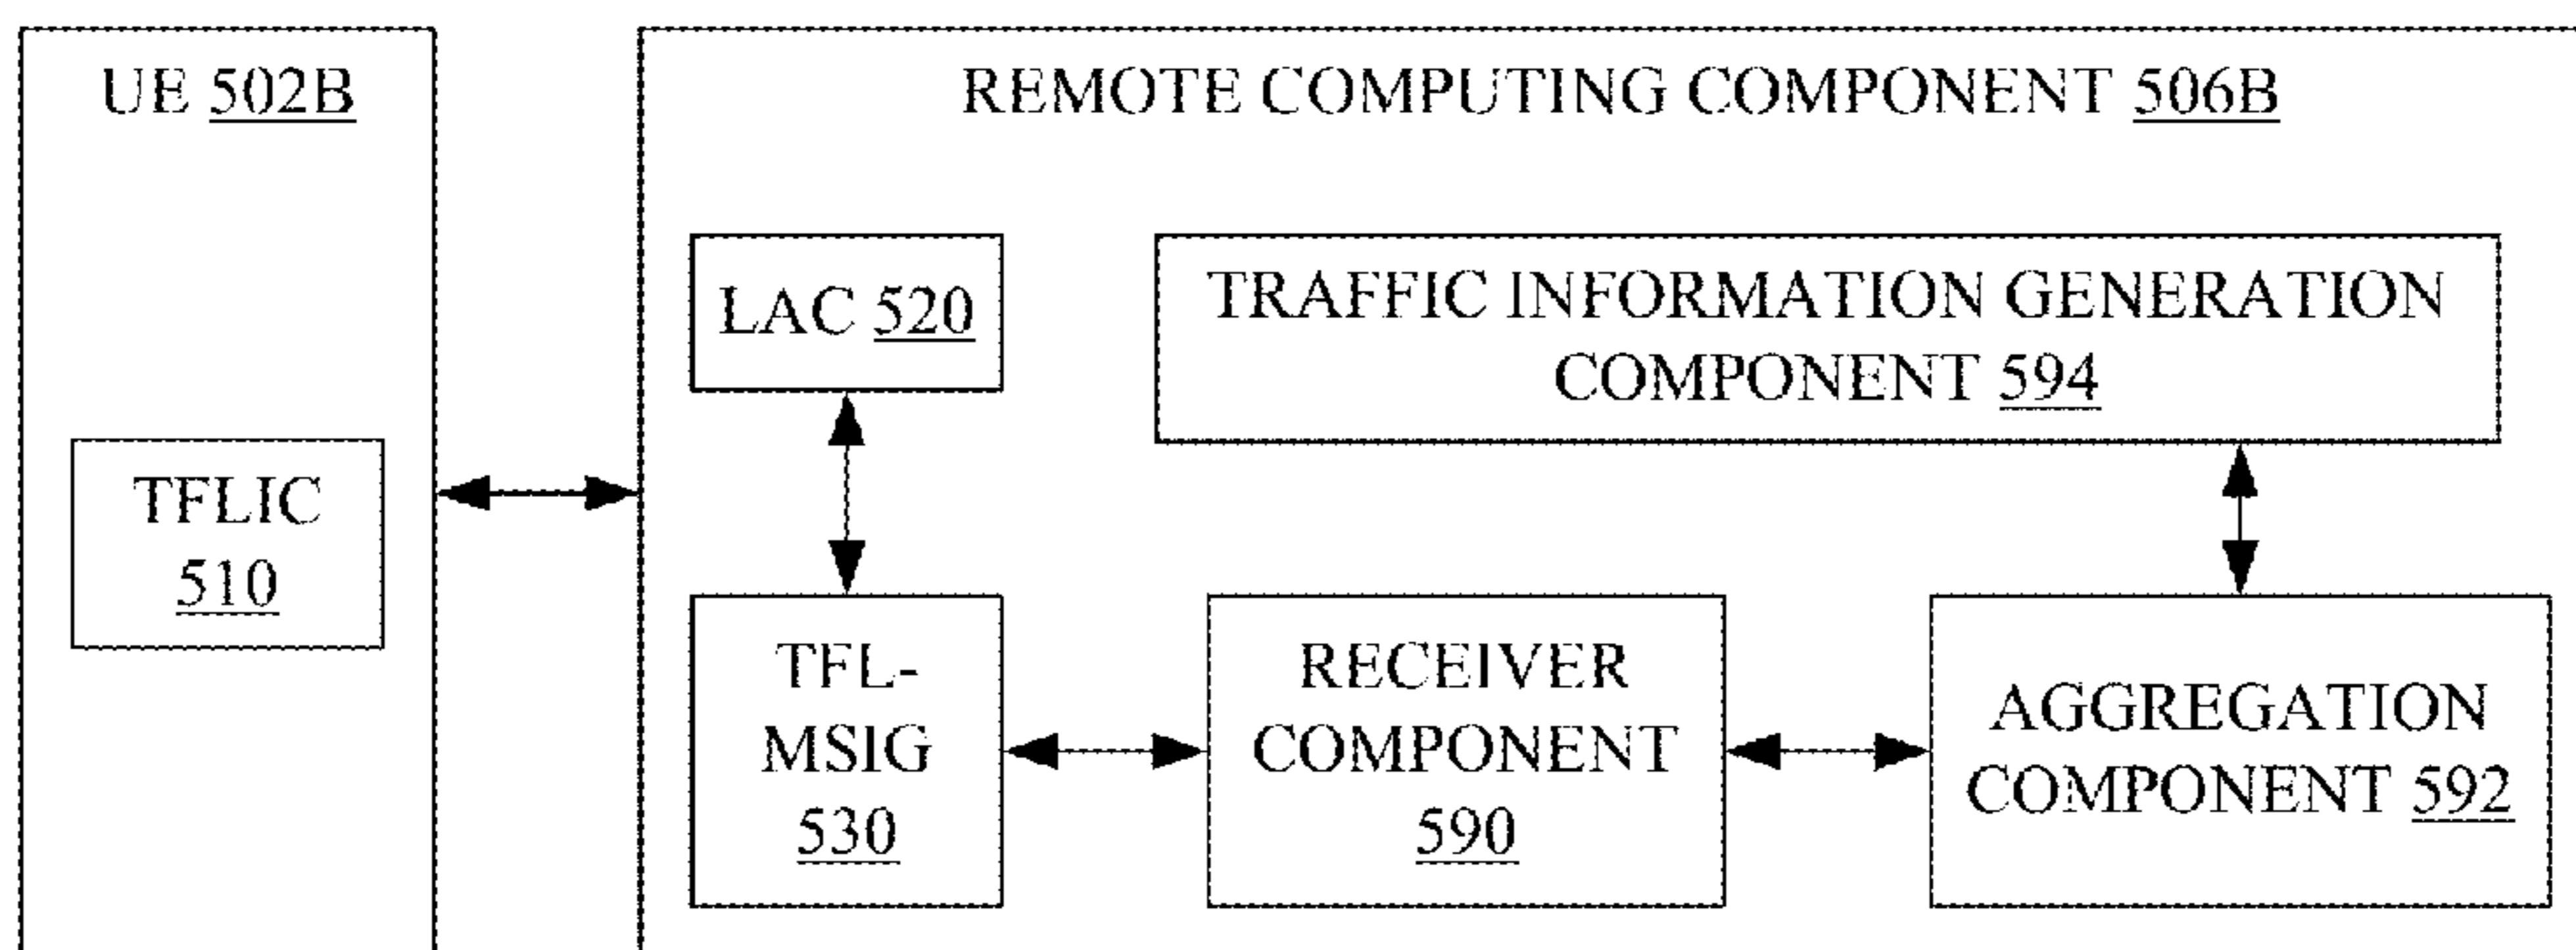 UE 502B
TFLIC
510
REMOTE COMPUTING COMPONENT 506B
LAC 520
TRAFFIC INFORMATION GENERATION
COMPONENT 594
TFL-
MSIG
530
RECEIVER
COMPONENT
590
AGGREGATION
COMPONENT 592